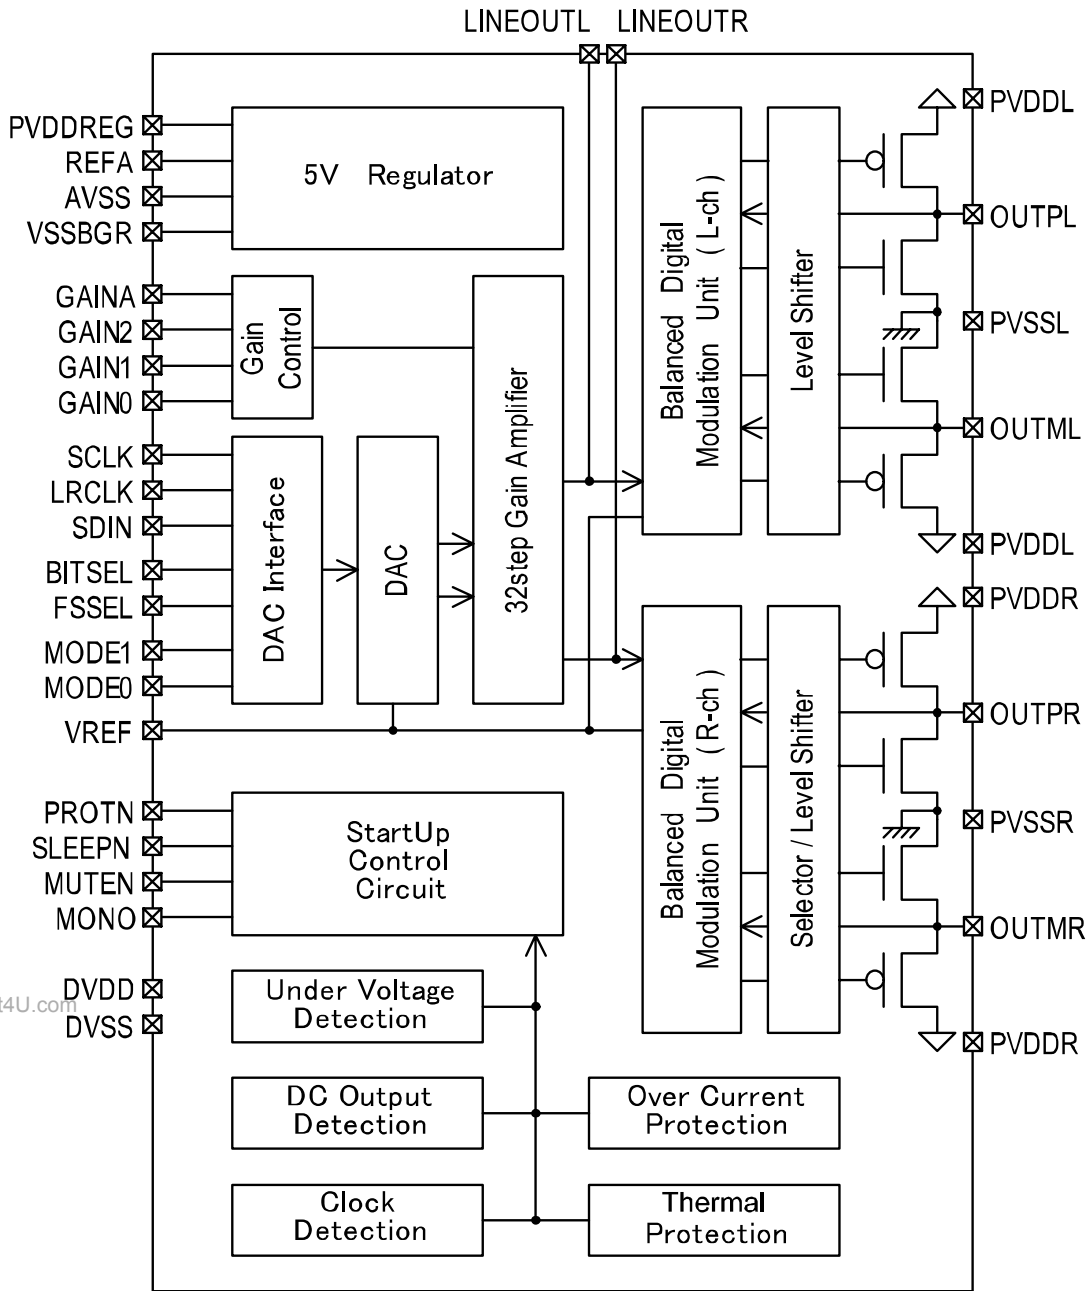 LINEOUTL LINEOUTR
PVDDREG
REFA
AVSS
VSSBGR
5V Regulator
GAINA
GAIN2
GAIN1
GAIN0
Gain
Control
SCLK
LRCLK
SDIN
BITSEL
FSSEL
MODE1
MODE0
VREF
DAC Interface
DAC
32step Gain Amplifier
Balanced Digital
Modulation Unit (L-ch)
Level Shifter
PVDDL
OUTPL
PVSSL
OUTML
PVDDL
Balanced Digital
Modulation Unit (R-ch)
Selector / Level Shifter
PVDDR
OUTPR
PVSSR
OUTMR
PVDDR
PROTN
SLEEPN
MUTEN
MONO
StartUp
Control
Circuit
DVDD
t4U.com
DVSS
Under Voltage
Detection
DC Output
Detection
Over Current
Protection
Clock
Detection
Thermal
Protection